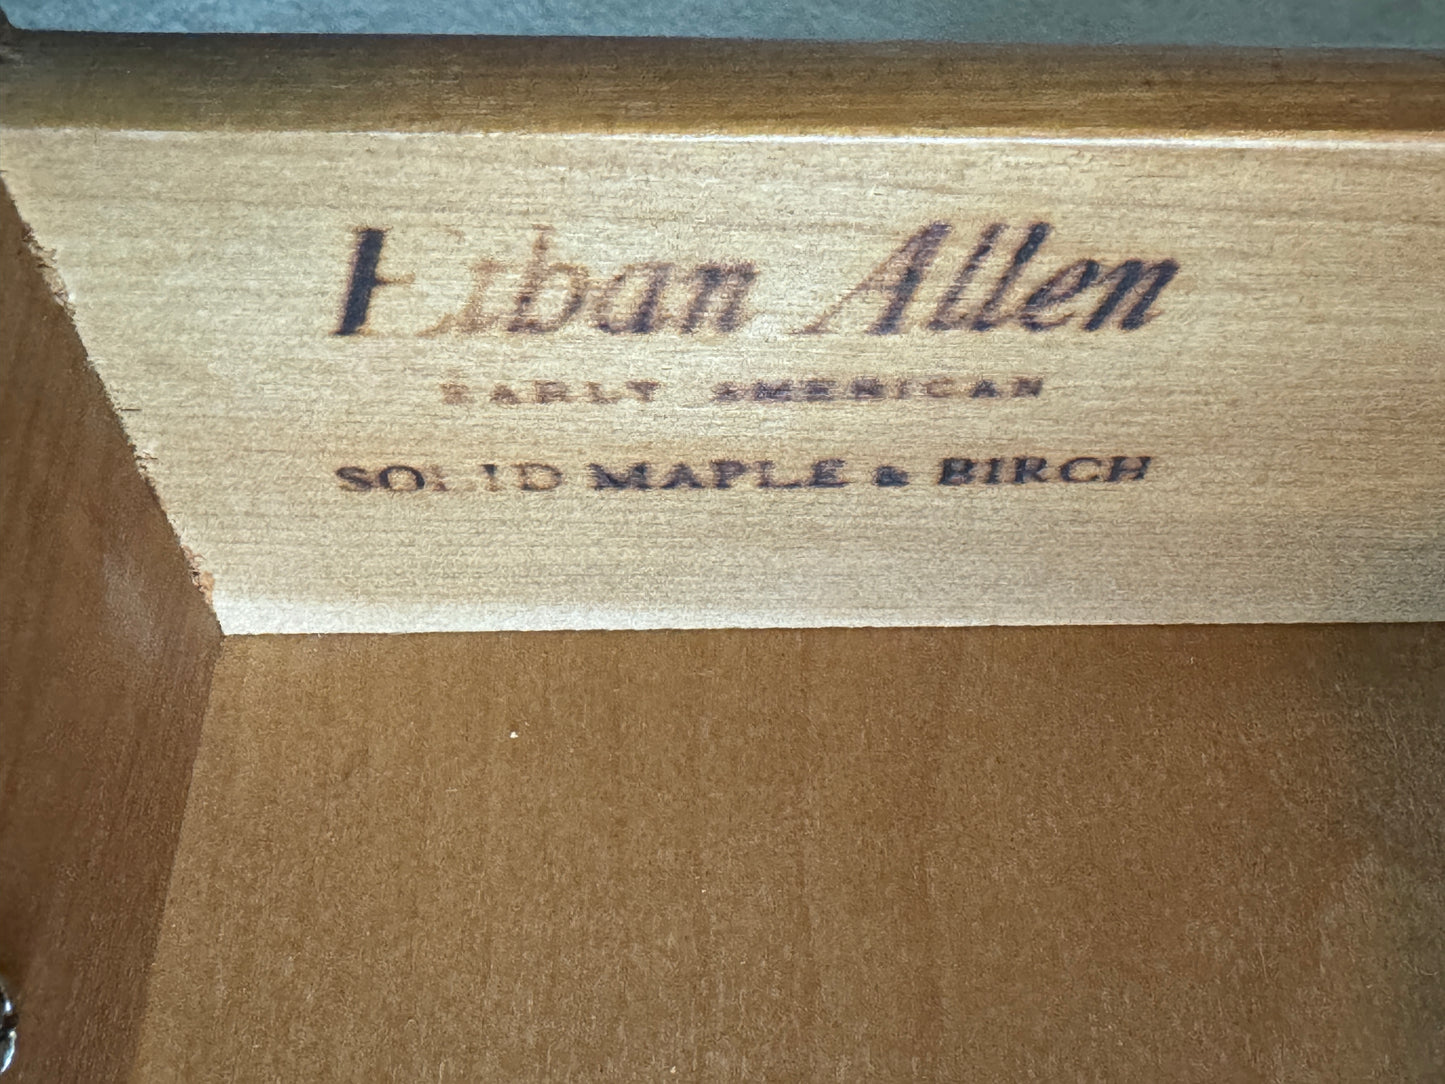 Ethan Allen
EARLY AMERICAN
SOLID MAPLE & BIRCH